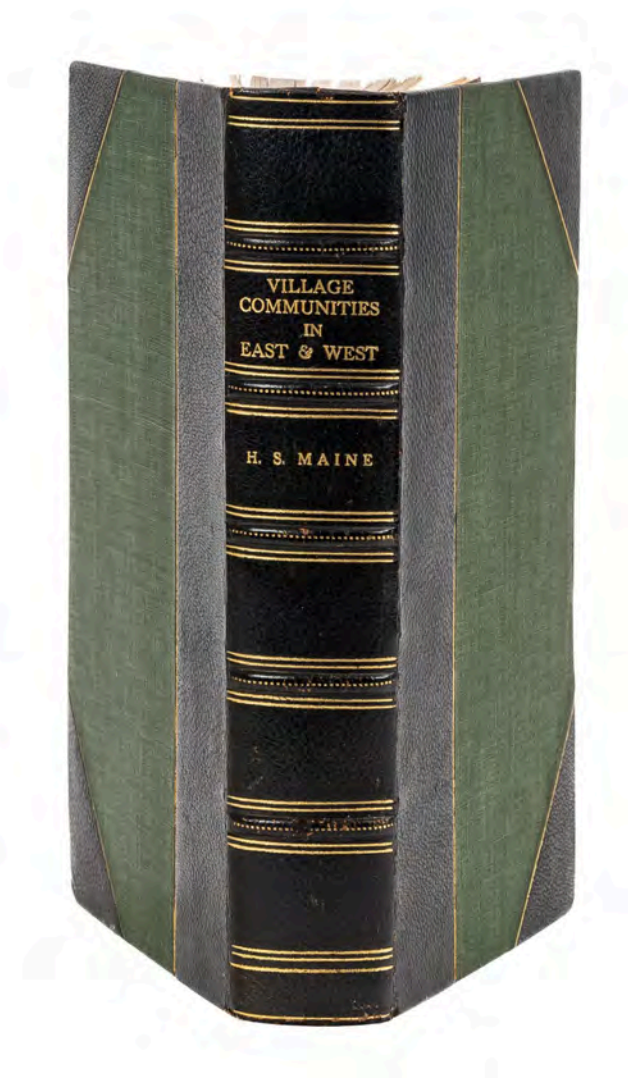 VILLAGE
COMMUNITIES
IN
EAST & WEST
H. S. MAINE